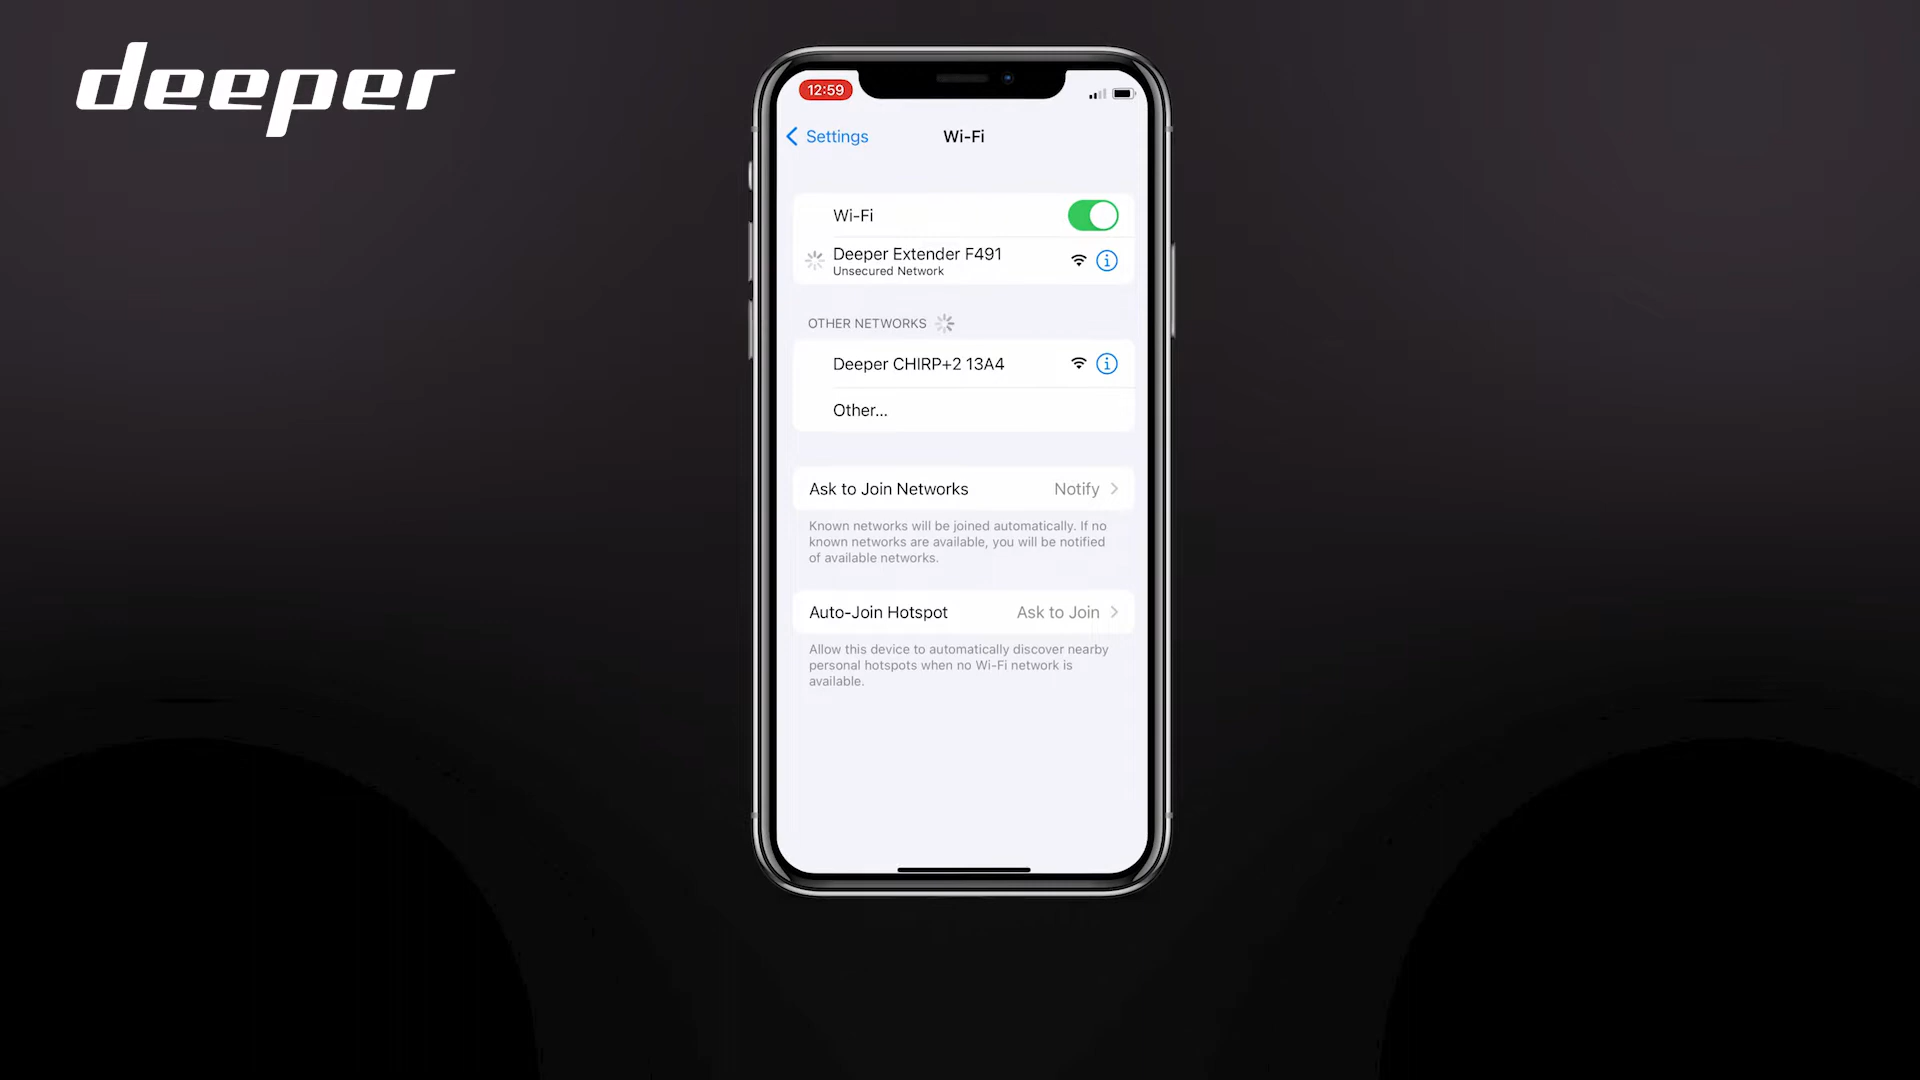 deeper
12:59
Settings
Wi-Fi
Wi-Fi
Deeper Extender F491
Unsecured Network
OTHER NETWORKS
Deeper CHIRP+2 13A4
Other...
Ask to Join Networks
Notify
Known networks will be joined automatically. If no
known networks are available, you will be notified
of available networks.
Auto-Join Hotspot
Ask to Join
Allow this device to automatically discover nearby
personal hotspots when no Wi-Fi network is
available.